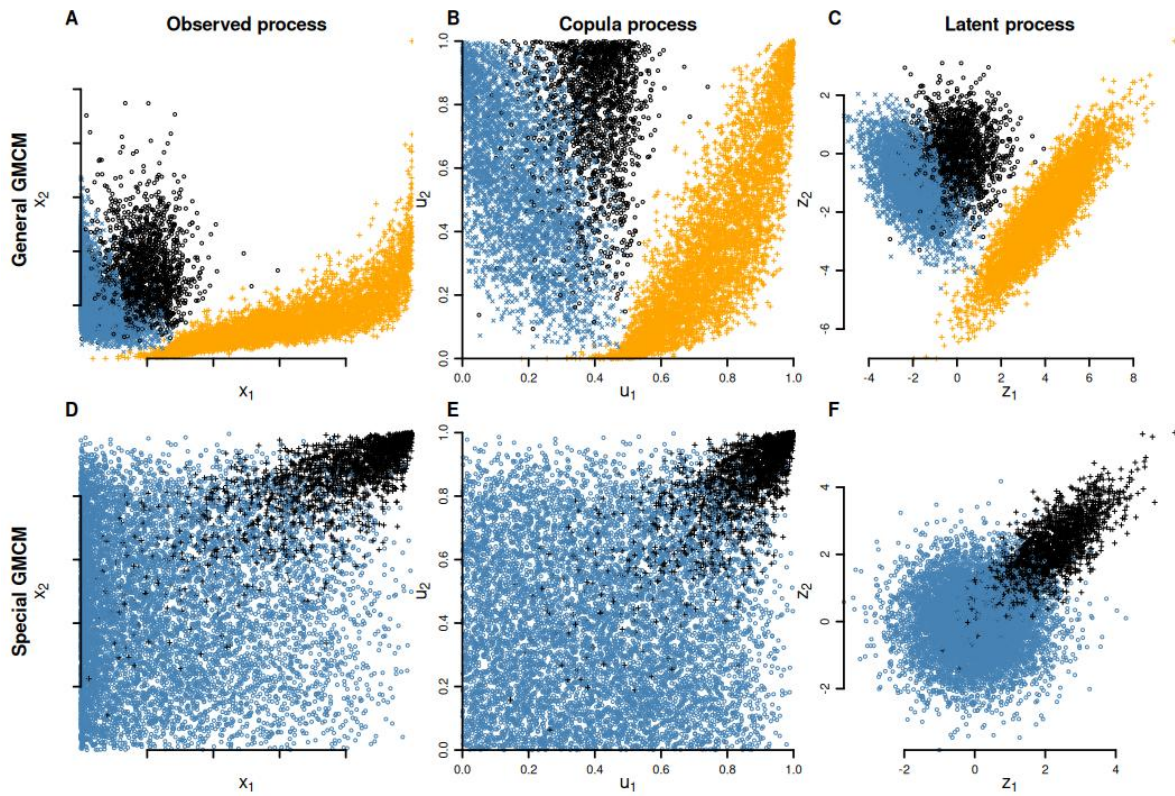 A Observed process
B Copula process
C Latent process
General GMCM
x2
u2
1.0
0.8
0.6
0.4
0.2
0.0
z2
2
0
-2
-4
-6
x1
0.0 0.2 0.4 0.6 0.8 1.0
u1
-4 -2 0 2 4 6 8
z1
D
E
F
Special GMCM
x2
u2
1.0
0.8
0.6
0.4
0.2
0.0
z2
4
2
0
-2
x1
0.0 0.2 0.4 0.6 0.8 1.0
u1
-2 0 2 4
z1